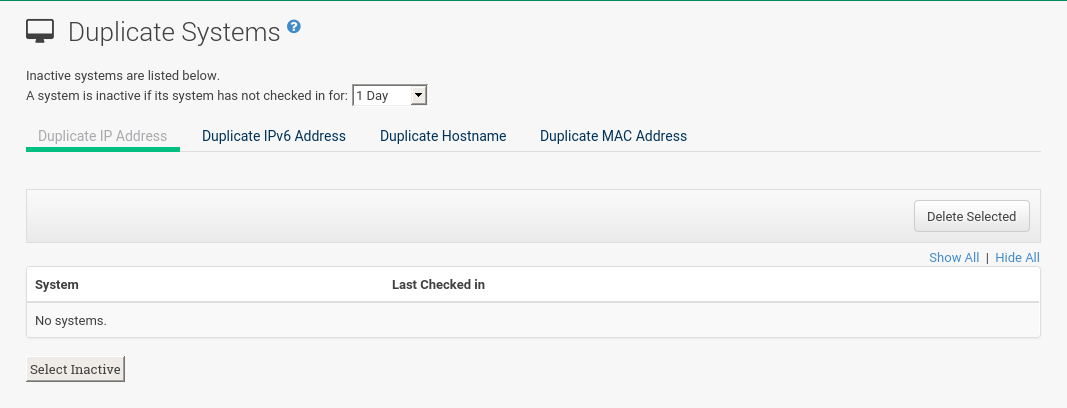 Duplicate Systems ?
Inactive systems are listed below.
A system is inactive if its system has not checked in for: 1 Day
Duplicate IP Address Duplicate IPv6 Address Duplicate Hostname Duplicate MAC Address
Delete Selected
Show All | Hide All
System Last Checked in
No systems.
Select Inactive